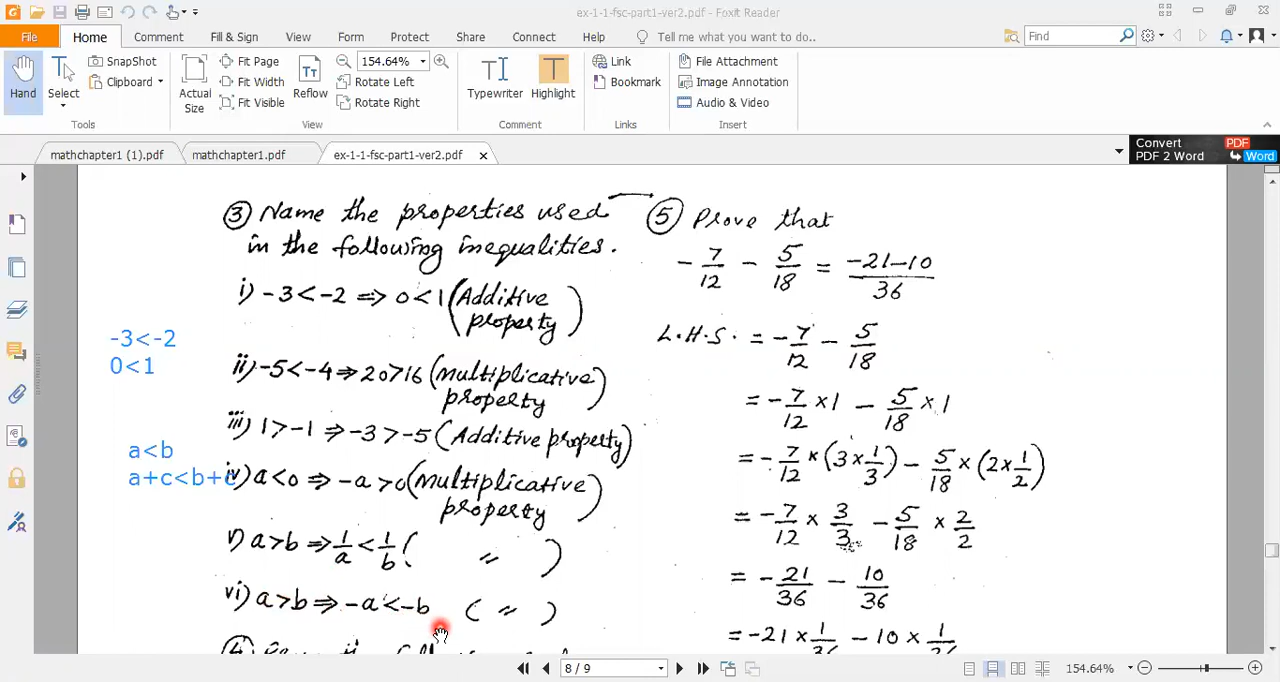 ex-1-1-fsc-part1-ver2.pdf - Foxit Reader
File Home Comment Fill & Sign View Form Protect Share Connect Help Tell me what you want to do.. Find
Hand
Select
SnapShot
Clipboard
Tools
Actual Size
Fit Page
Fit Width
Fit Visible
Reflow
154.64%
Rotate Left
Rotate Right
View
Typewriter
Highlight
Comment
Link
Bookmark
Links
File Attachment
Image Annotation
Audio & Video
Insert
mathchapter1 (1).pdf mathchapter1.pdf ex-1-1-fsc-part1-ver2.pdf
Convert PDF
PDF 2 Word Word
③ Name the properties used
in the following inequalities.
i) -3 < -2 ⇒ 0 < 1 (Additive
property)
-3<-2
0<1
ii) -5 < -4 ⇒ 20 > 16 (multiplicative
property)
iii) 1 > -1 ⇒ -3 > -5 (Additive property)
a<b
a+c<b+c
iv) a < 0 ⇒ -a > 0 (Multiplicative
property)
v) a > b ⇒ 1/a < 1/b ( " )
vi) a > b ⇒ -a < -b ( " )
⑤ Prove that
- 7/12 - 5/18 = -21-10/36
L.H.S. = - 7/12 - 5/18
= - 7/12 × 1 - 5/18 × 1
= - 7/12 × (3 × 1/3) - 5/18 × (2 × 1/2)
= - 7/12 × 3/3 - 5/18 × 2/2
= - 21/36 - 10/36
= -21 × 1/36 - 10 × 1/36
8 / 9
154.64%